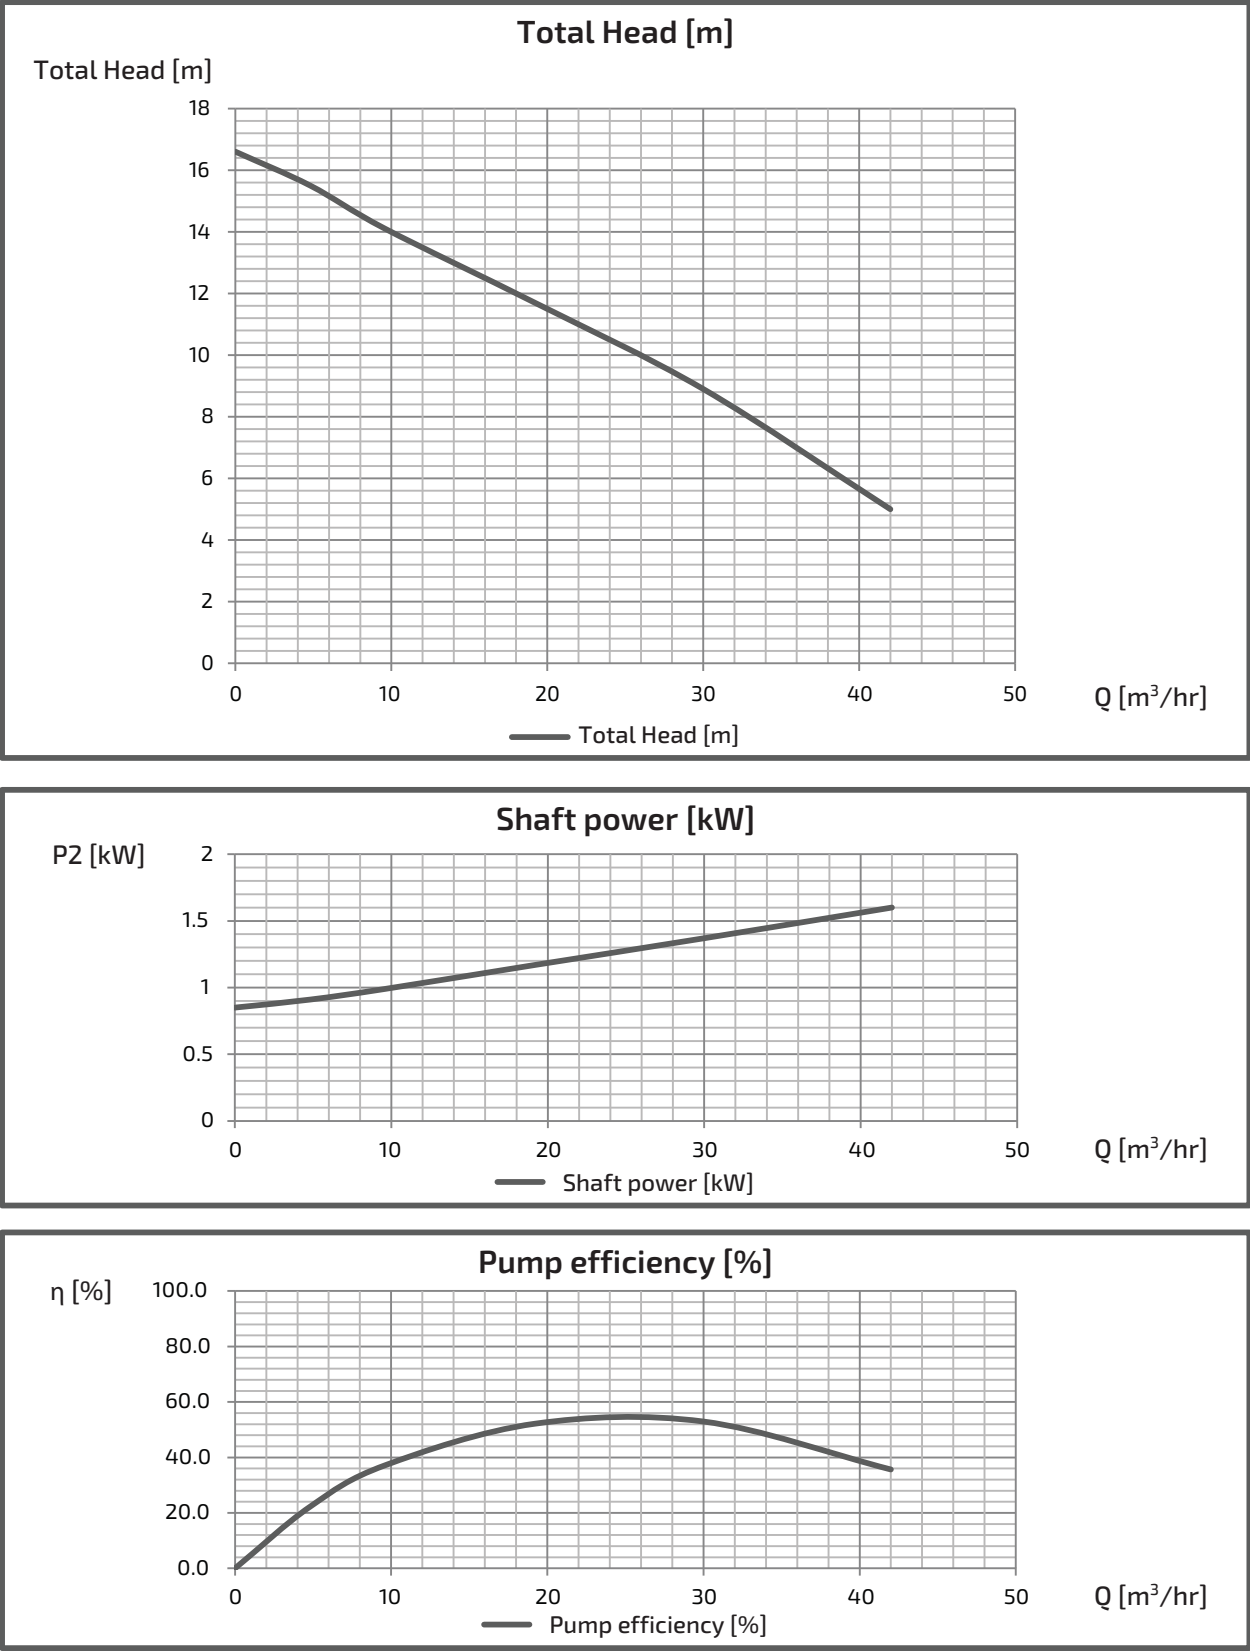 Total Head [m]
Total Head [m]
18
16
14
12
10
8
6
4
2
0
0 10 20 30 40 50 Q [m³/hr]
Total Head [m]
Shaft power [kW]
P2 [kW]
2
1.5
1
0.5
0
0 10 20 30 40 50 Q [m³/hr]
Shaft power [kW]
Pump efficiency [%]
η [%]
100.0
80.0
60.0
40.0
20.0
0.0
0 10 20 30 40 50 Q [m³/hr]
Pump efficiency [%]